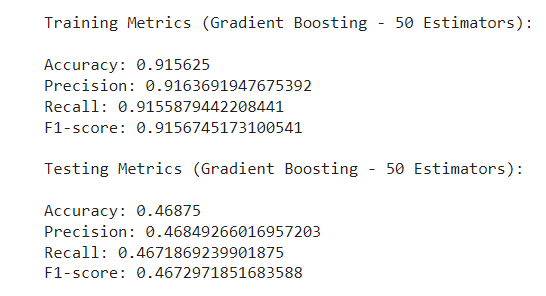 Training Metrics (Gradient Boosting - 50 Estimators):
Accuracy: 0.915625
Precision: 0.9163691947675392
Recall: 0.9155879442208441
F1-score: 0.9156745173100541
Testing Metrics (Gradient Boosting - 50 Estimators):
Accuracy: 0.46875
Precision: 0.46849266016957203
Recall: 0.4671869239901875
F1-score: 0.4672971851683588